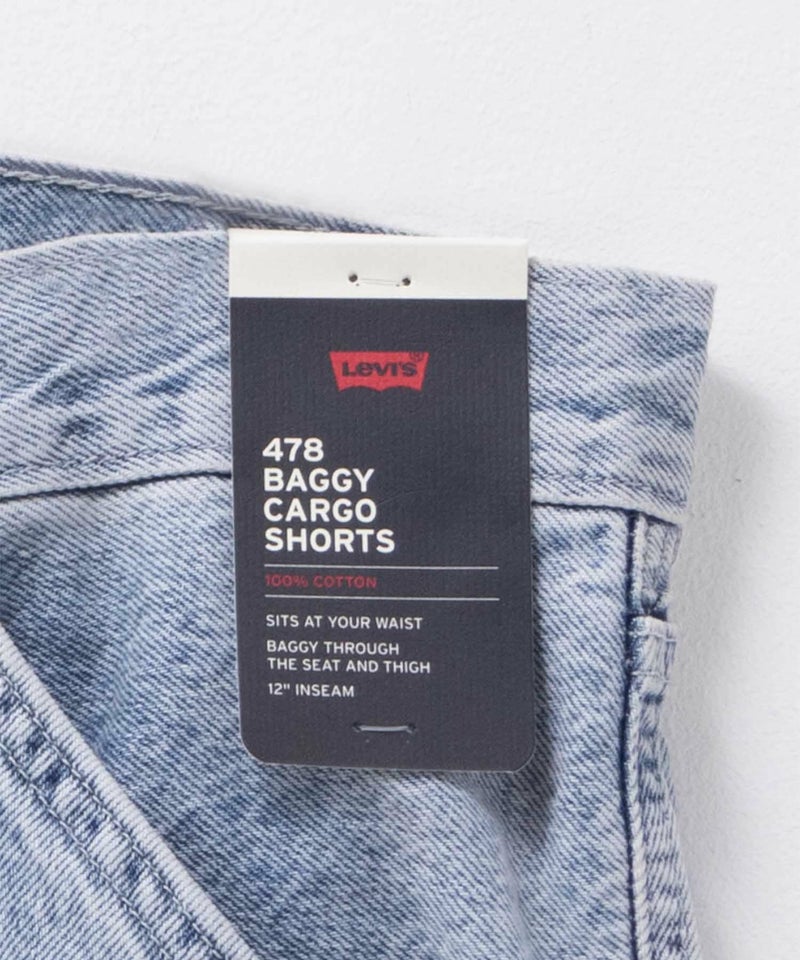 LEVI'S®
478
BAGGY
CARGO
SHORTS
100% COTTON
SITS AT YOUR WAIST
BAGGY THROUGH
THE SEAT AND THIGH
12" INSEAM